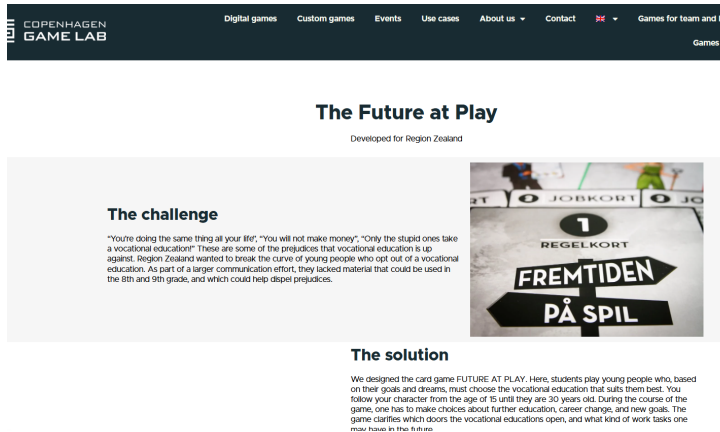 COPENHAGEN
GAME LAB
Digital games Custom games Events Use cases About us Contact Games for team and
Games
The Future at Play
Developed for Region Zealand
The challenge
"You're doing the same thing all your life", "You will not make money", "Only the stupid ones take
a vocational education!" These are some of the prejudices that vocational education is up
against. Region Zealand wanted to break the curve of young people who opt out of a vocational
education. As part of a larger communication effort, they lacked material that could be used in
the 8th and 9th grade, and which could help dispel prejudices.
2 JOBKORT 2 JO
1
REGELKORT
FREMTIDEN
PÅ SPIL
The solution
We designed the card game FUTURE AT PLAY. Here, students play young people who, based
on their goals and dreams, must choose the vocational education that suits them best. You
follow your character from the age of 15 until they are 30 years old. During the course of the
game, one has to make choices about further education, career change, and new goals. The
game clarifies which doors the vocational educations open, and what kind of work tasks one
may have in the future